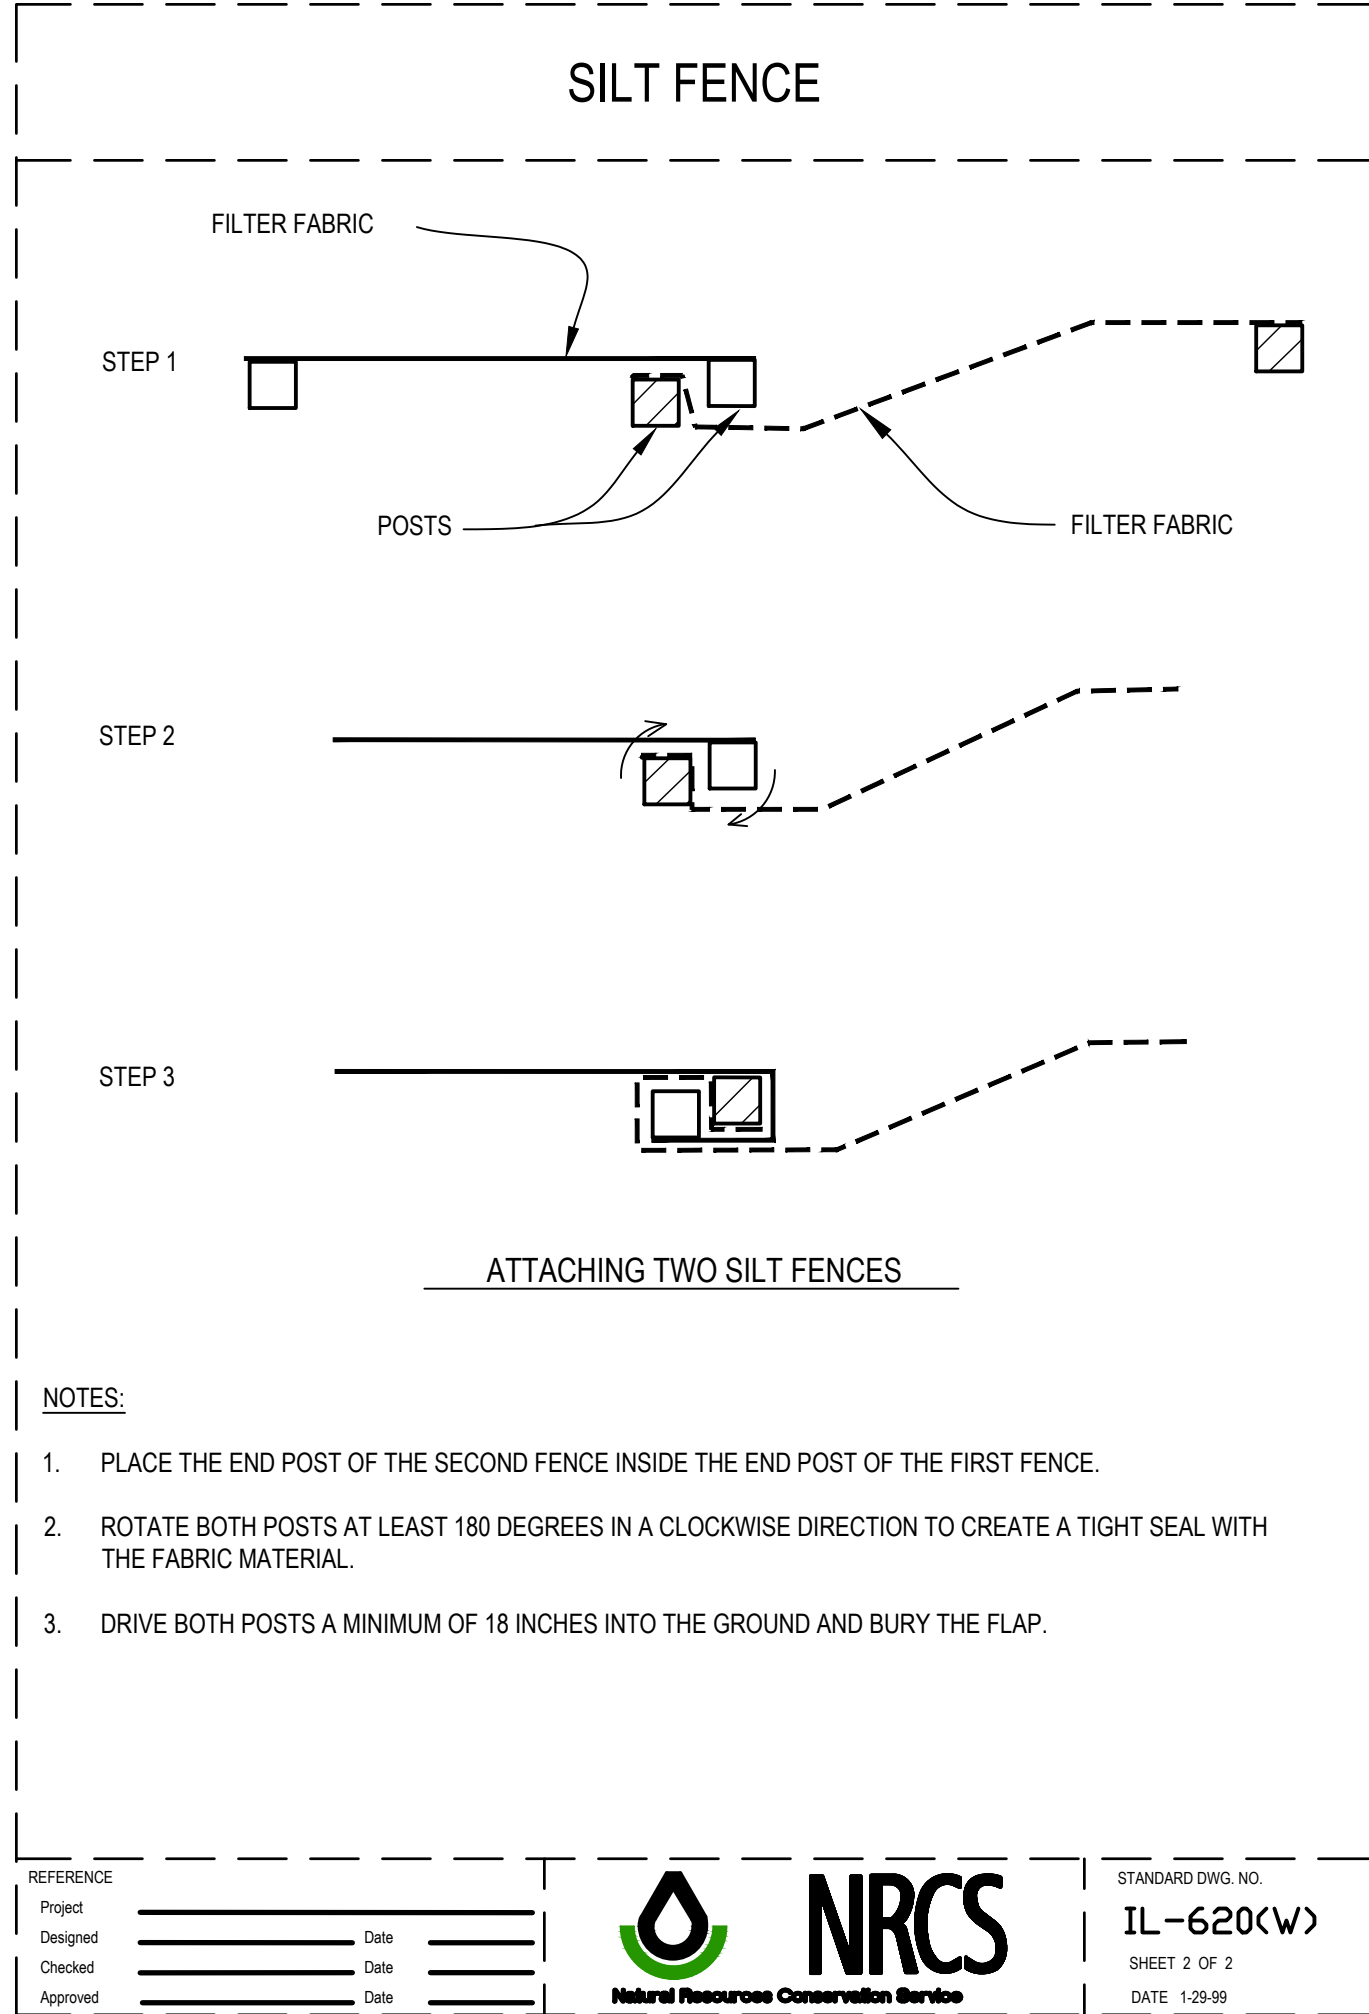 SILT FENCE
FILTER FABRIC
STEP 1
POSTS
FILTER FABRIC
STEP 2
STEP 3
ATTACHING TWO SILT FENCES
NOTES:
1. PLACE THE END POST OF THE SECOND FENCE INSIDE THE END POST OF THE FIRST FENCE.
2. ROTATE BOTH POSTS AT LEAST 180 DEGREES IN A CLOCKWISE DIRECTION TO CREATE A TIGHT SEAL WITH
THE FABRIC MATERIAL.
3. DRIVE BOTH POSTS A MINIMUM OF 18 INCHES INTO THE GROUND AND BURY THE FLAP.
REFERENCE
Project
Designed Date
Checked Date
Approved Date
NRCS
Natural Resources Conservation Service
STANDARD DWG. NO.
IL-620(W)
SHEET 2 OF 2
DATE 1-29-99